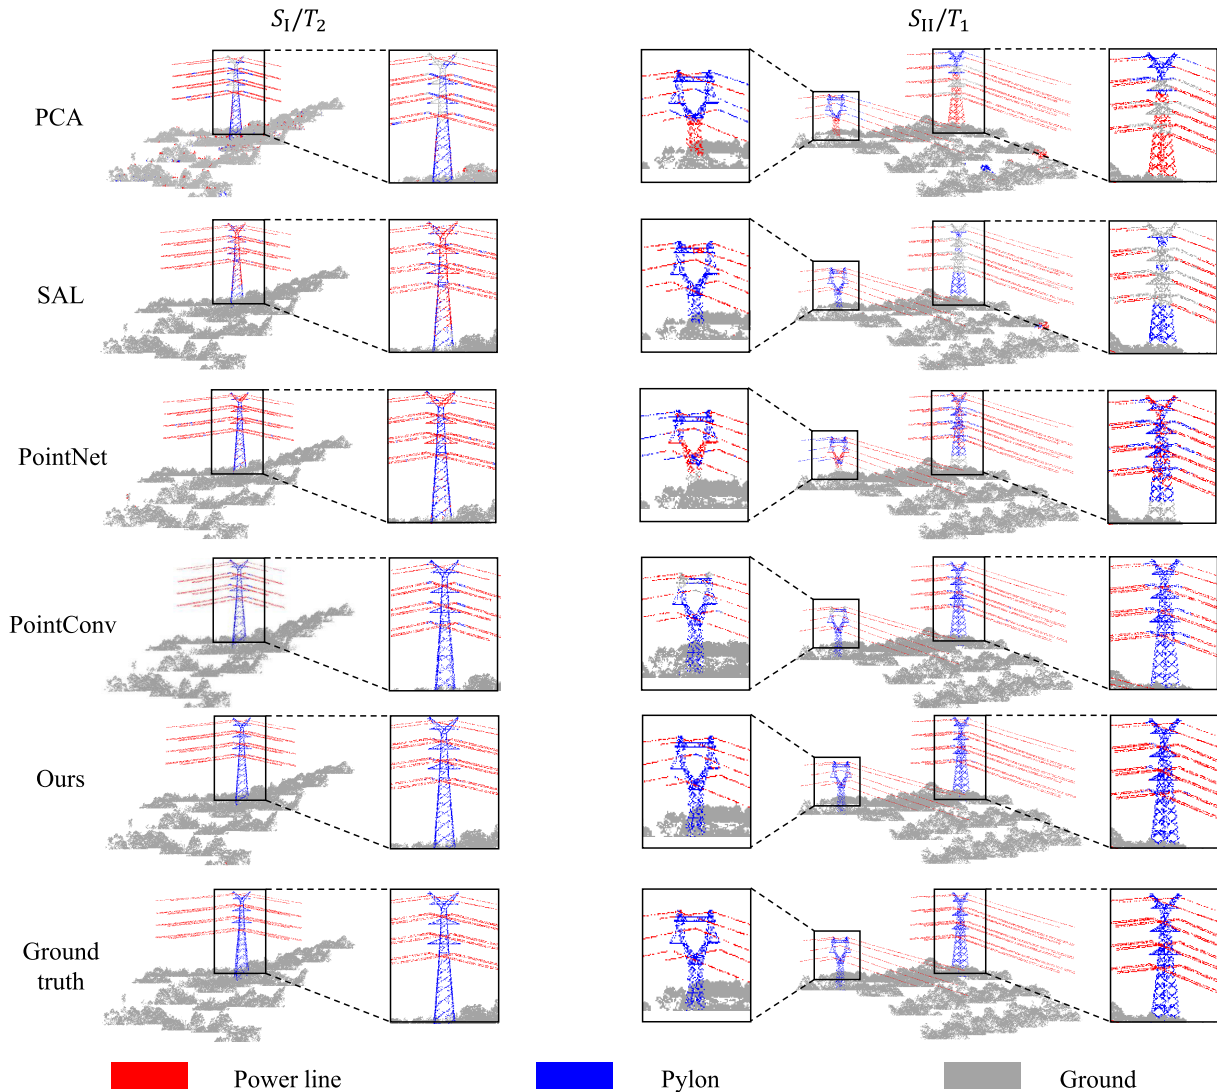 S_I/T_2
S_II/T_1
PCA
SAL
PointNet
PointConv
Ours
Ground
truth
Power line
Pylon
Ground